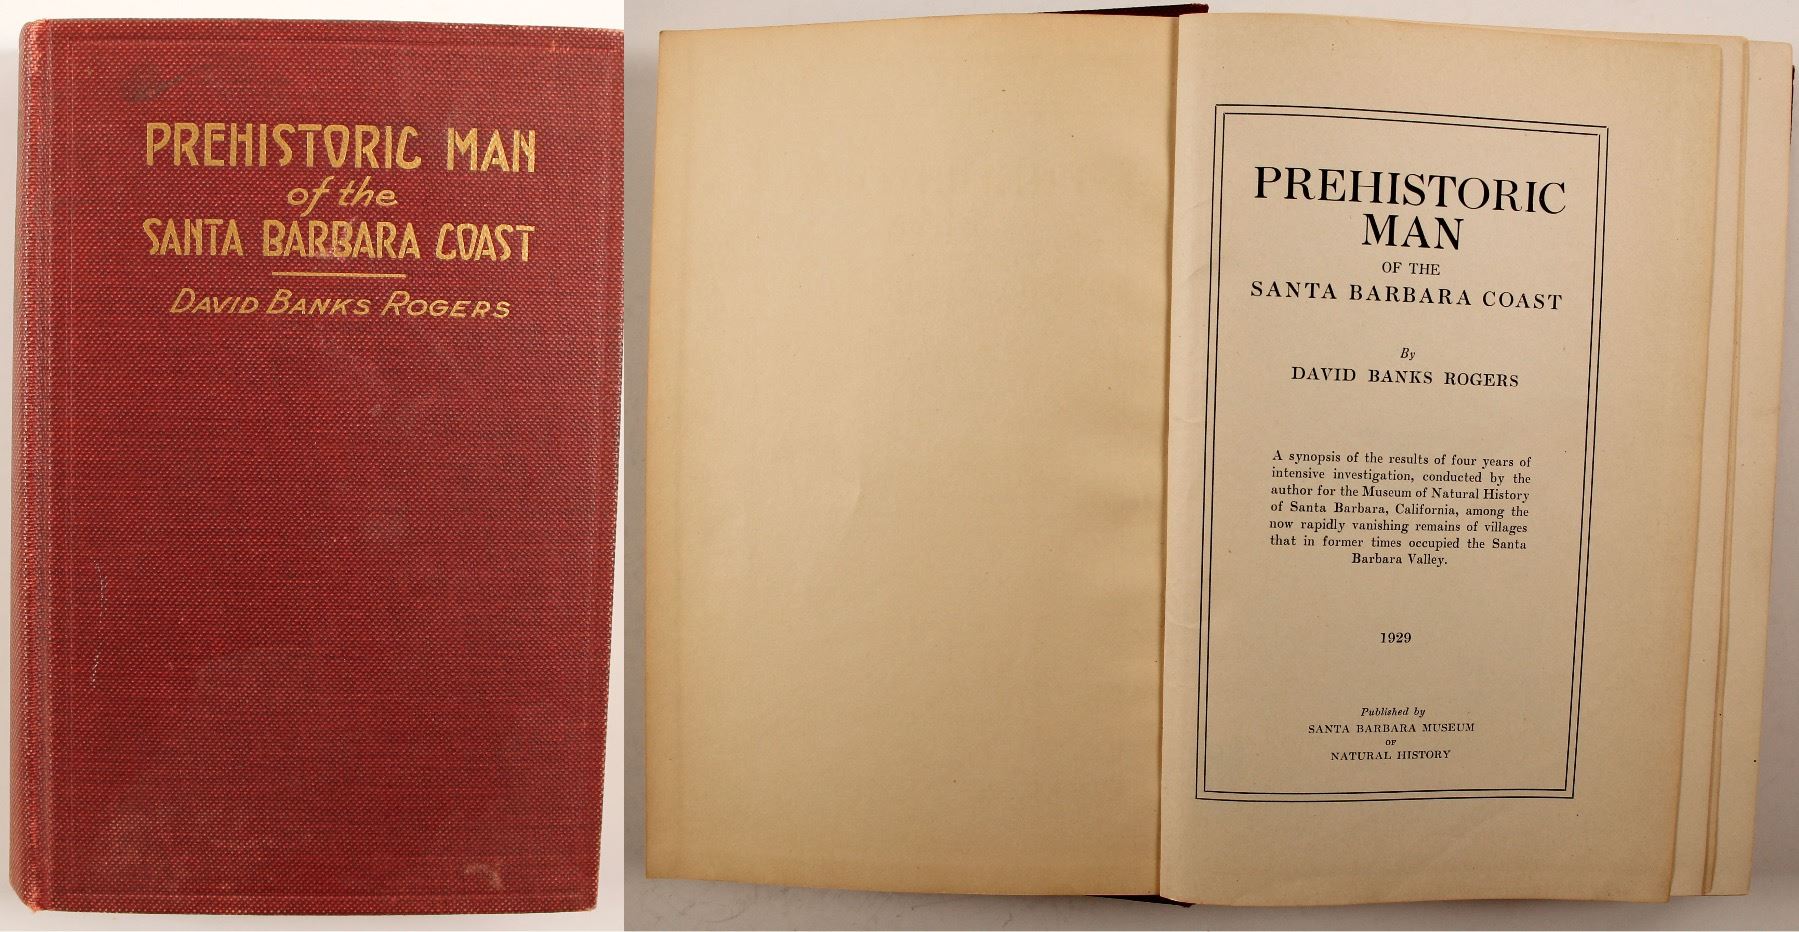 PREHISTORIC MAN
of the
SANTA BARBARA COAST
DAVID BANKS ROGERS
PREHISTORIC
MAN
OF THE
SANTA BARBARA COAST
By
DAVID BANKS ROGERS
A synopsis of the results of four years of
intensive investigation, conducted by the
author for the Museum of Natural History
of Santa Barbara, California, among the
now rapidly vanishing remains of villages
that in former times occupied the Santa
Barbara Valley.
1929
Published by
SANTA BARBARA MUSEUM
OF
NATURAL HISTORY